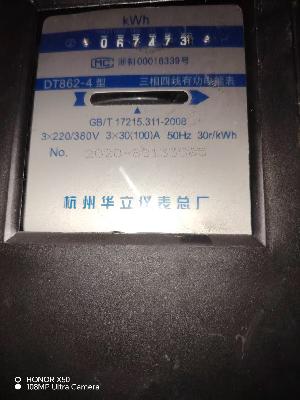 kWh
067473
MC 浙制00018339号
DT862-4型 三相四线有功电能表
GB/T 17215.311-2008
3×220/380V 3×30(100)A 50Hz 30r/kWh
No.
杭州华立仪表总厂
HONOR X50
108MP Ultra Camera